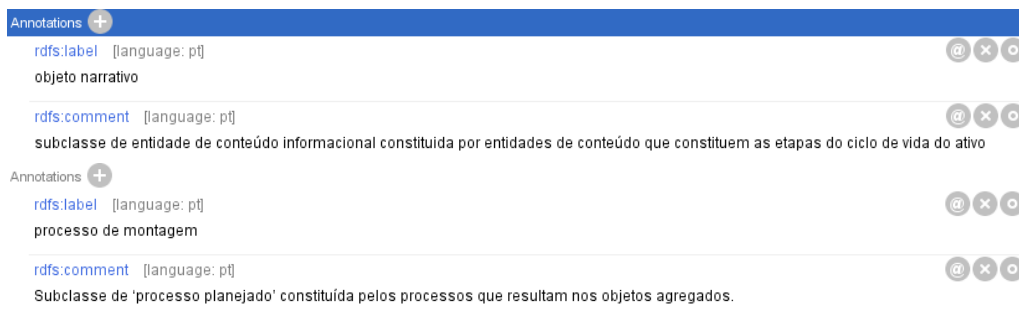 Annotations
rdfs:label [language: pt]
objeto narrativo
rdfs:comment [language: pt]
subclasse de entidade de conteúdo informacional constituida por entidades de conteúdo que constituem as etapas do ciclo de vida do ativo
Annotations
rdfs:label [language: pt]
processo de montagem
rdfs:comment [language: pt]
Subclasse de ‘processo planejado’ constituída pelos processos que resultam nos objetos agregados.